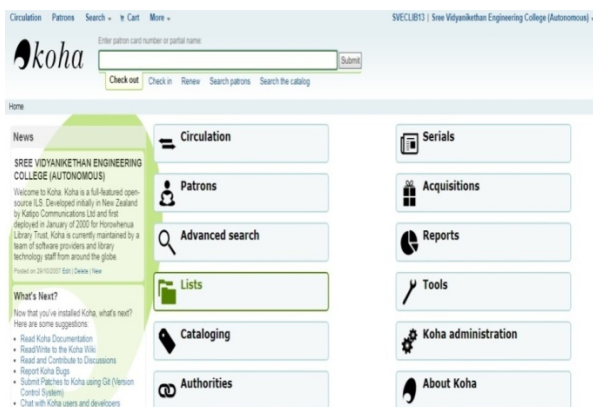 Circulation Patrons Search Cart More
SVECLIB13 | Sree Vidyanikethan Engineering College (Autonomous)
koha
Enter patron card number or partial name:
Submit
Check out Check in Renew Search patrons Search the catalog
Home
News
SREE VIDYANIKETHAN ENGINEERING
COLLEGE (AUTONOMOUS)
Welcome to Koha. Koha is a full-featured open-
source ILS. Developed initially in New Zealand
by Katipo Communications Ltd and first
deployed in January of 2000 for Horowhenua
Library Trust, Koha is currently maintained by a
team of software providers and library
technology staff from around the globe.
Posted on 29/10/2007 Edit | Delete | New
What's Next?
Now that you've installed Koha, what's next?
Here are some suggestions:
Read Koha Documentation
Read/Write to the Koha Wiki
Read and Contribute to Discussions
Report Koha Bugs
Submit Patches to Koha using Git (Version
Control System)
Chat with Koha users and developers
Circulation
Patrons
Advanced search
Lists
Cataloging
Authorities
Serials
Acquisitions
Reports
Tools
Koha administration
About Koha